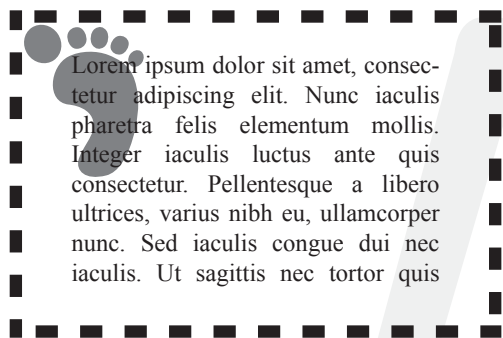 Lorem ipsum dolor sit amet, consec-
tetur adipiscing elit. Nunc iaculis
pharetra felis elementum mollis.
Integer iaculis luctus ante quis
consectetur. Pellentesque a libero
ultrices, varius nibh eu, ullamcorper
nunc. Sed iaculis congue dui nec
iaculis. Ut sagittis nec tortor quis